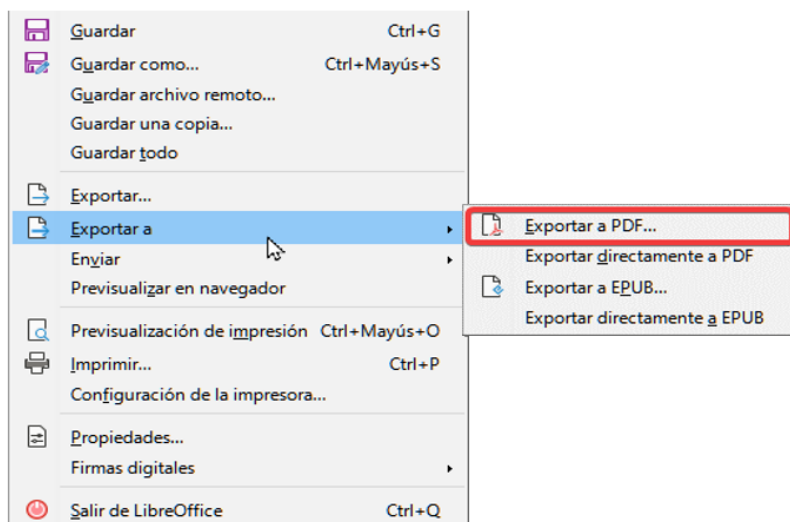 Guardar Ctrl+G
Guardar como... Ctrl+Mayús+S
Guardar archivo remoto...
Guardar una copia...
Guardar todo
Exportar...
Exportar a
Enviar
Previsualizar en navegador
Previsualización de impresión Ctrl+Mayús+O
Imprimir... Ctrl+P
Configuración de la impresora...
Propiedades...
Firmas digitales
Salir de LibreOffice Ctrl+Q
Exportar a PDF...
Exportar directamente a PDF
Exportar a EPUB...
Exportar directamente a EPUB